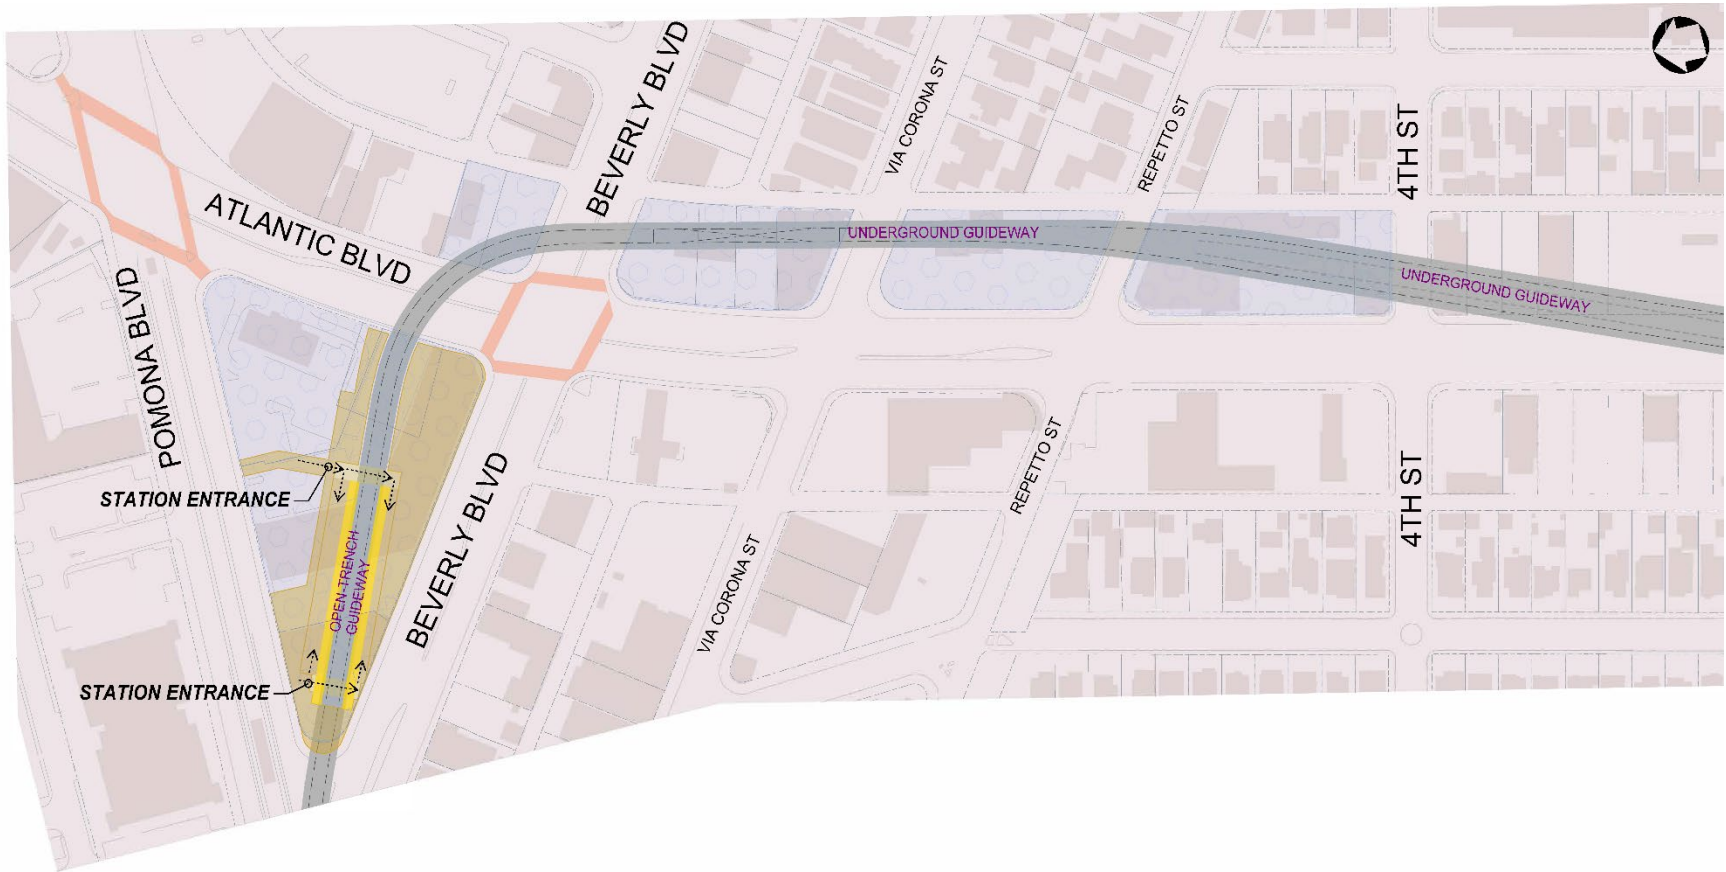 BEVERLY BLVD
VIA CORONA ST
REPETTO ST
4TH ST
ATLANTIC BLVD
UNDERGROUND GUIDEWAY
UNDERGROUND GUIDEWAY
POMONA BLVD
STATION ENTRANCE
OPEN-TRENCH
GUIDEWAY
BEVERLY BLVD
REPETTO ST
4TH ST
VIA CORONA ST
STATION ENTRANCE